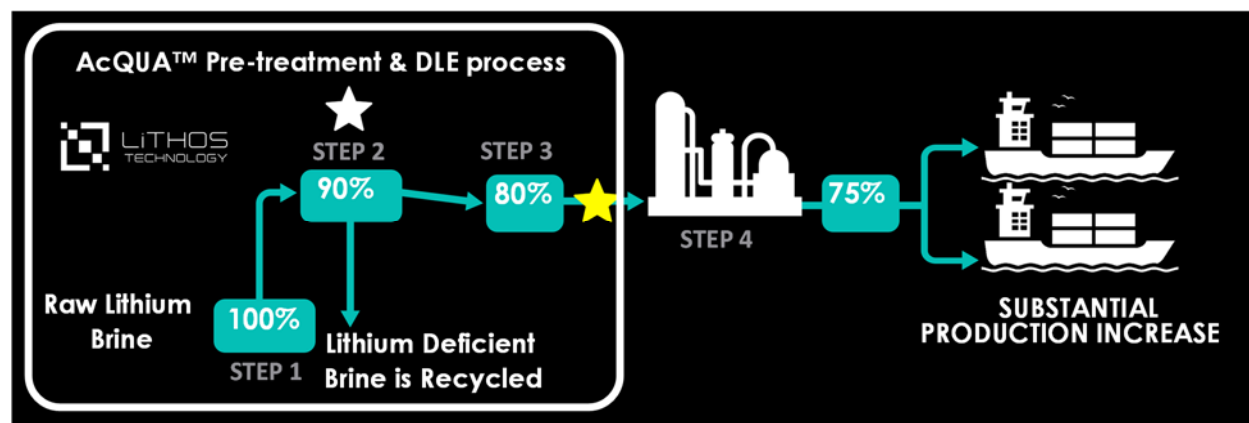 AcQUA™ Pre-treatment & DLE process
LiTHOS
TECHNOLOGY
STEP 2
90%
STEP 3
80%
STEP 4
75%
Raw Lithium
Brine
100%
STEP 1
Lithium Deficient
Brine is Recycled
SUBSTANTIAL
PRODUCTION INCREASE